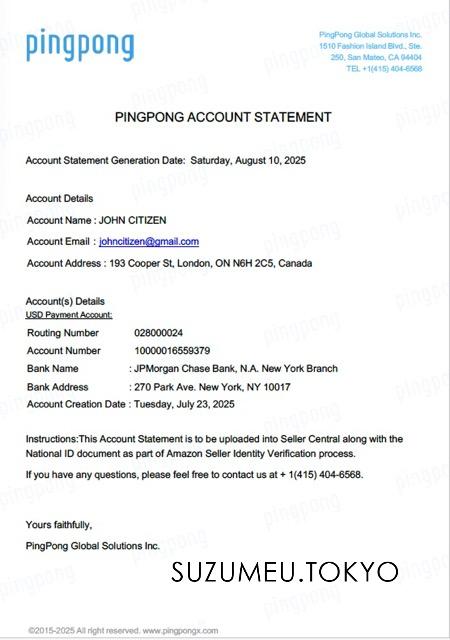 pingpong
PingPong Global Solutions Inc.
1510 Fashion Island Blvd., Ste.
250, San Mateo, CA 94404
TEL +1(415) 404-6568
PINGPONG ACCOUNT STATEMENT
Account Statement Generation Date: Saturday, August 10, 2025
Account Details
Account Name : JOHN CITIZEN
Account Email : johncitizen@gmail.com
Account Address : 193 Cooper St, London, ON N6H 2C5, Canada
Account(s) Details
USD Payment Account:
Routing Number 028000024
Account Number 10000016559379
Bank Name : JPMorgan Chase Bank, N.A. New York Branch
Bank Address : 270 Park Ave. New York, NY 10017
Account Creation Date : Tuesday, July 23, 2025
Instructions:This Account Statement is to be uploaded into Seller Central along with the
National ID document as part of Amazon Seller Identity Verification process.
If you have any questions, please feel free to contact us at + 1(415) 404-6568.
Yours faithfully,
PingPong Global Solutions Inc.
SUZUMEU.TOKYO
©2015-2025 All right reserved. www.pingpongx.com